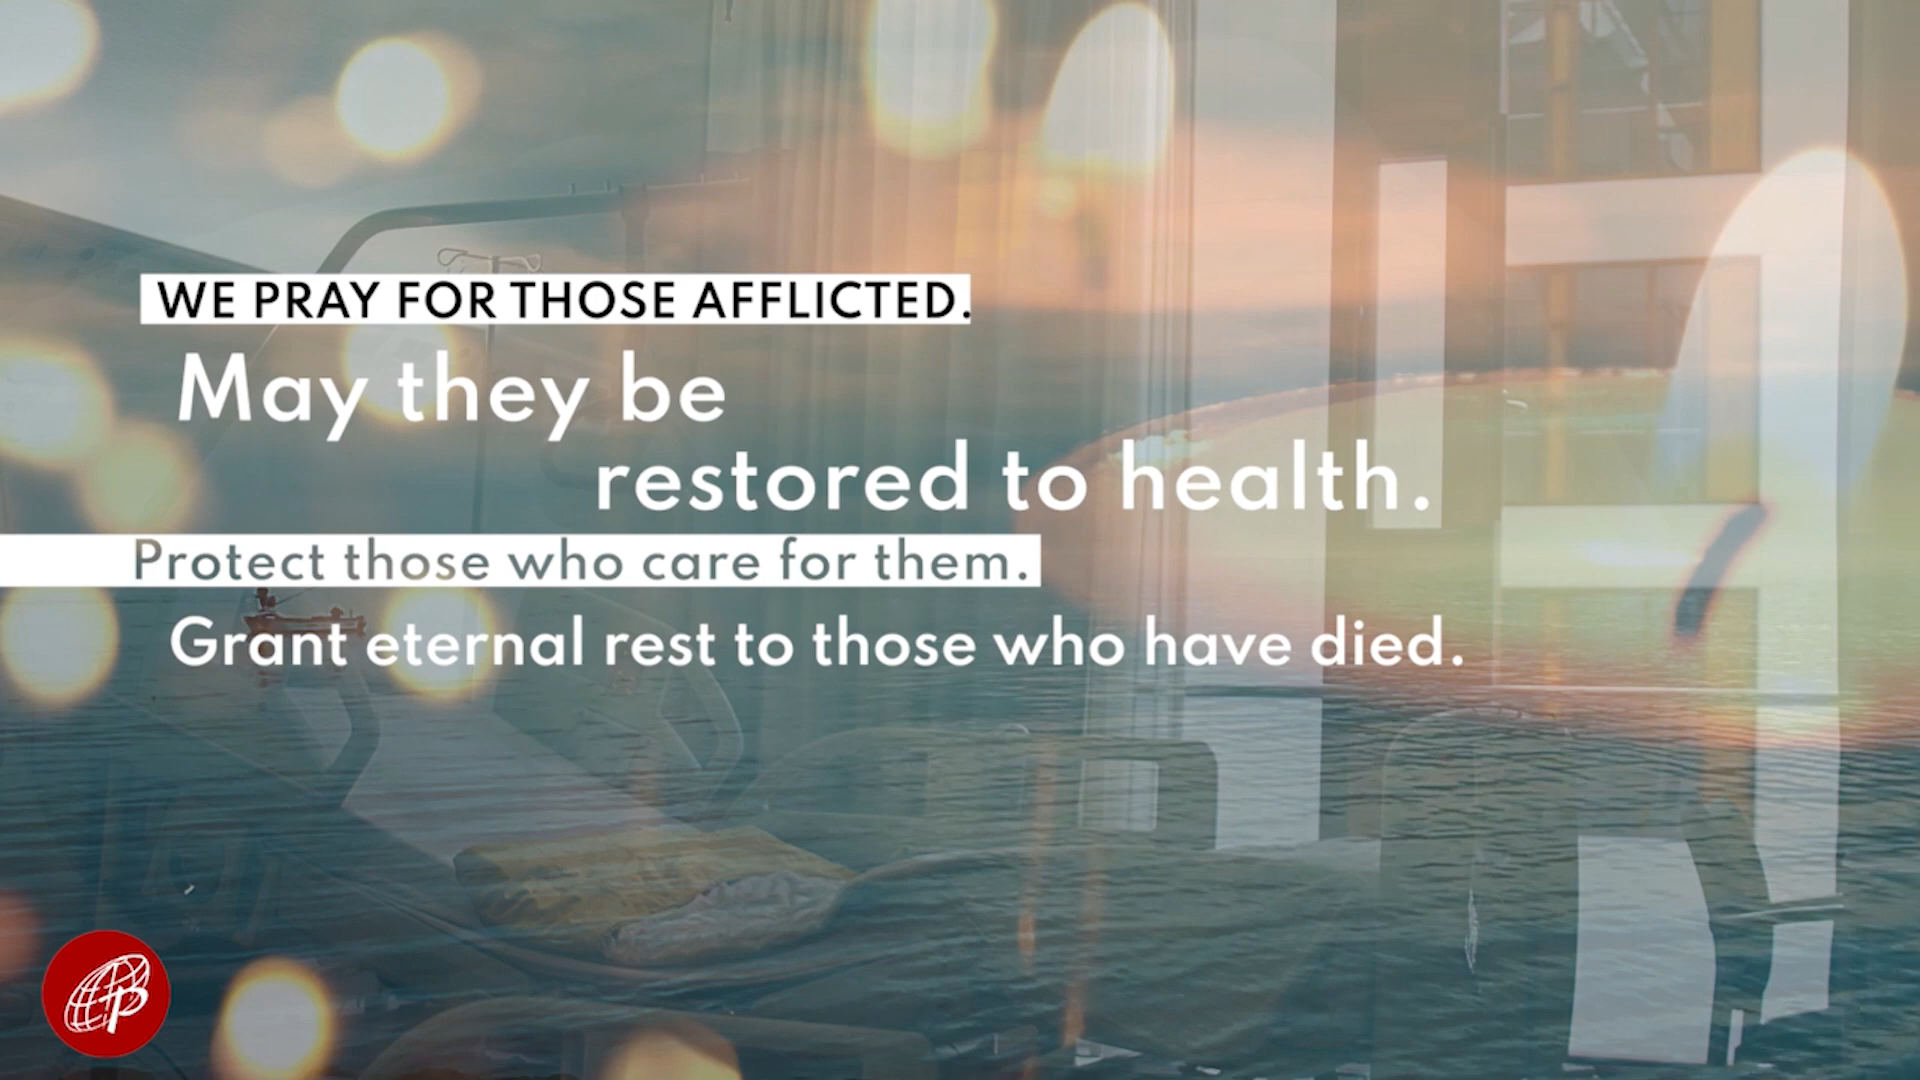 WE PRAY FOR THOSE AFFLICTED.
May they be
restored to health.
Protect those who care for them.
Grant eternal rest to those who have died.